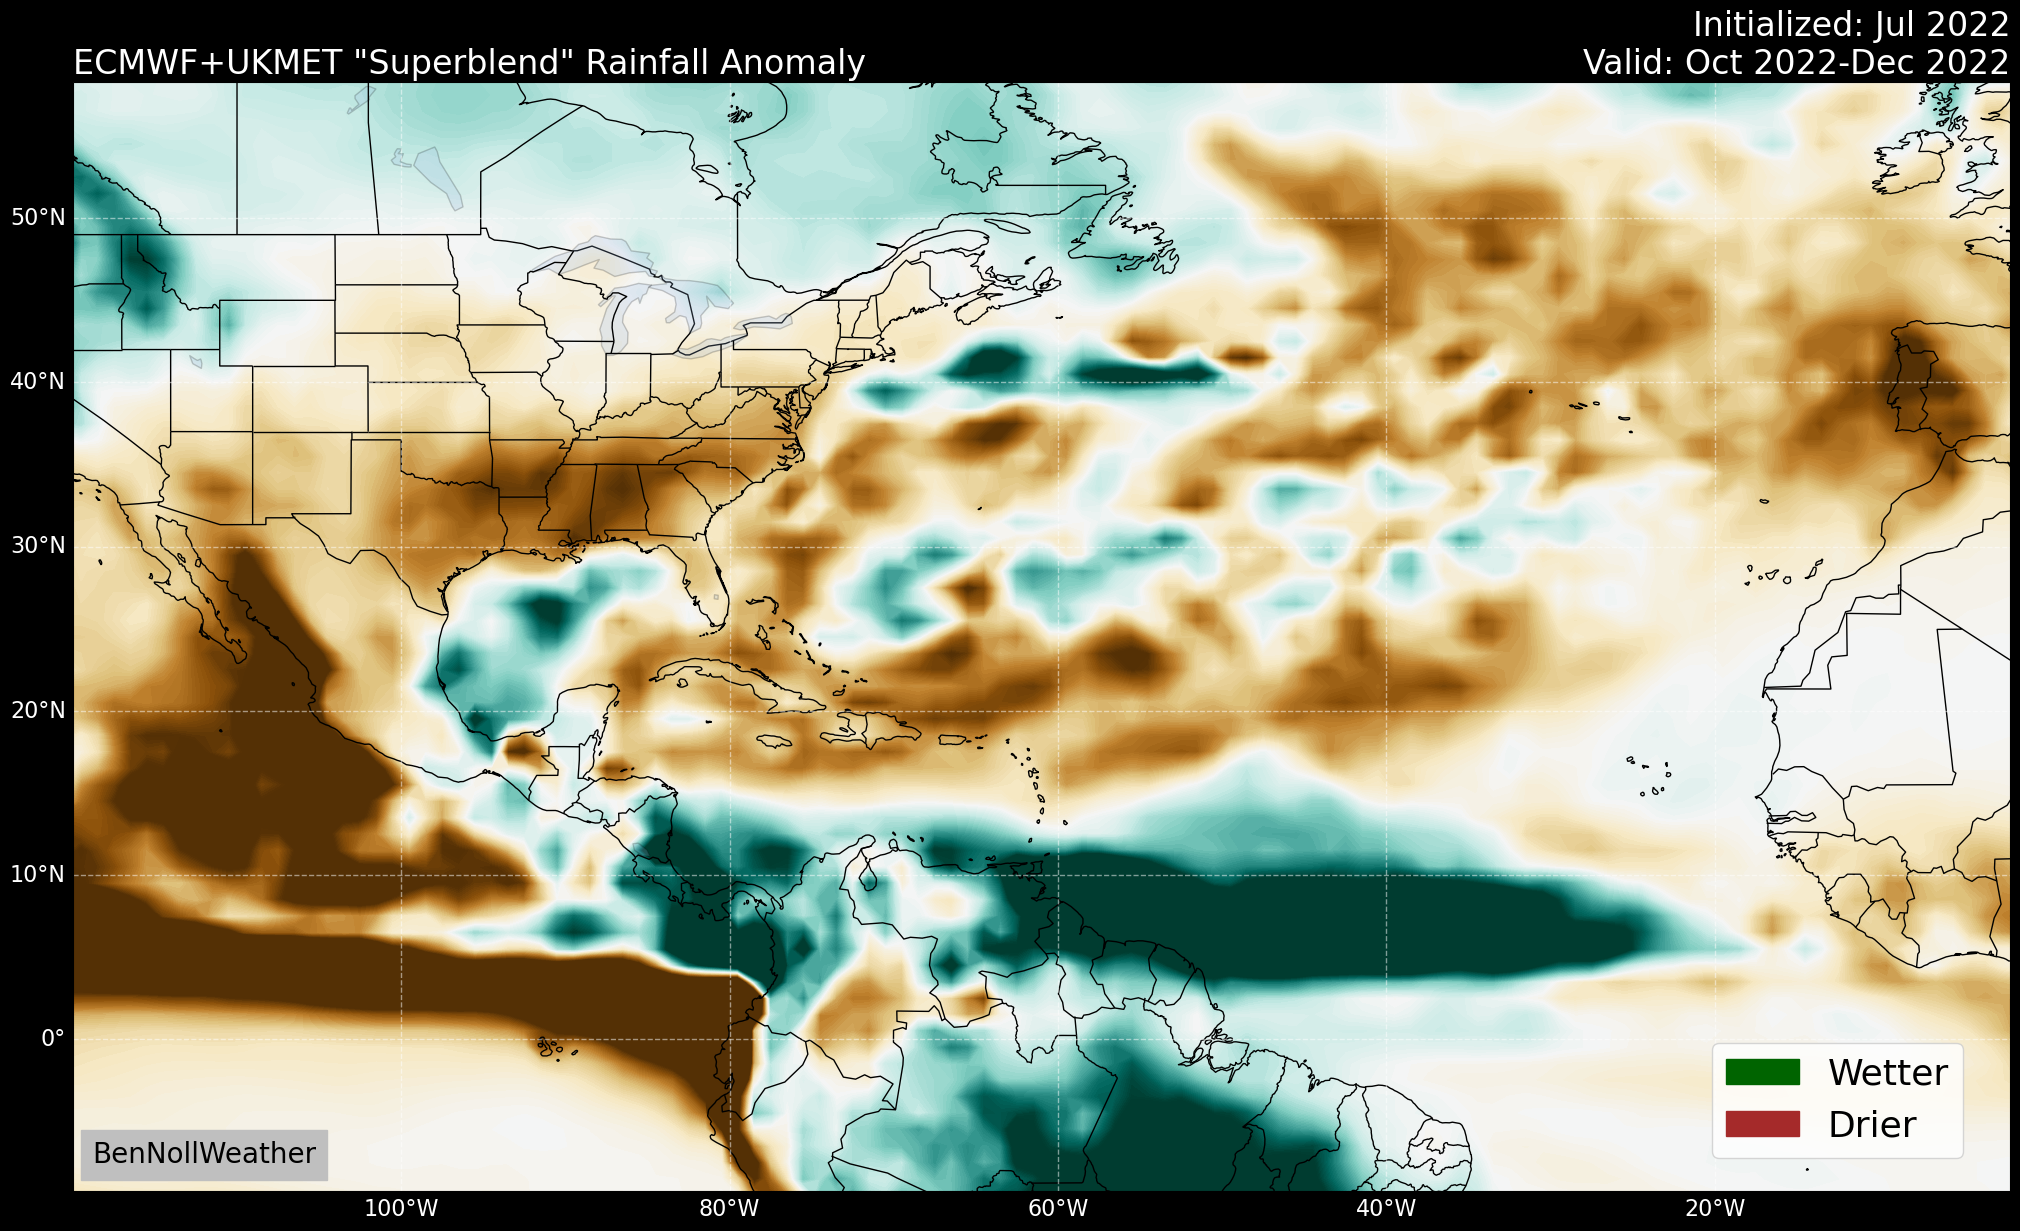 Initialized: Jul 2022
ECMWF+UKMET "Superblend" Rainfall Anomaly
Valid: Oct 2022-Dec 2022
50°N
40°N
30°N
20°N
10°N
0°
Wetter
Drier
BenNollWeather
100°W
80°W
60°W
40°W
20°W